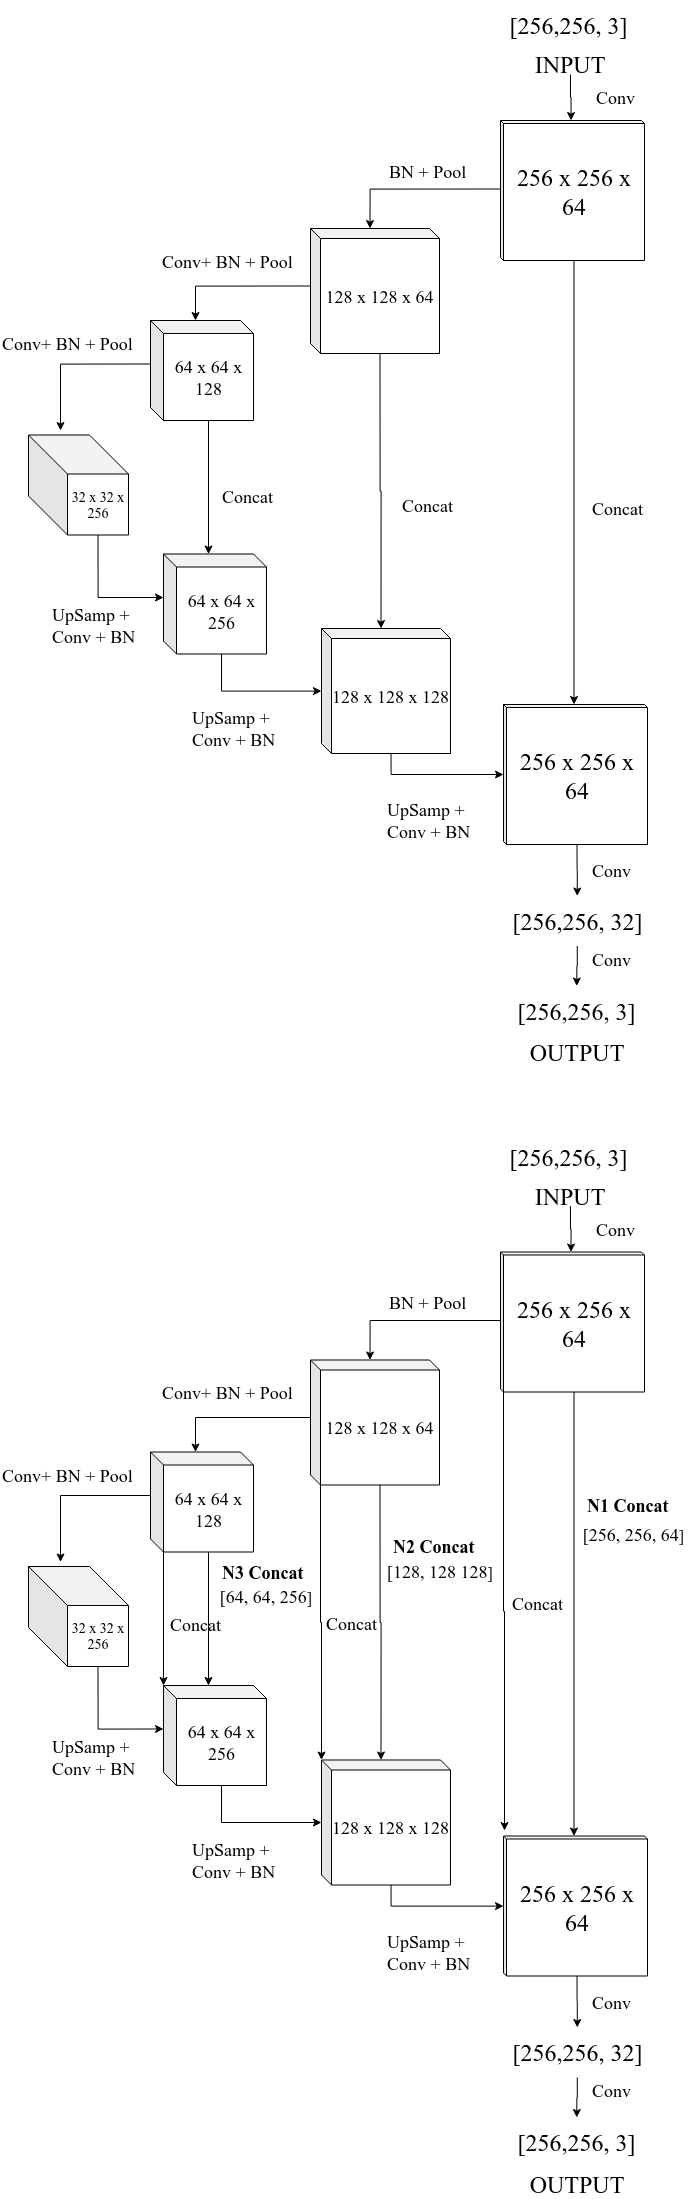 [256,256, 3]
INPUT
Conv
256 x 256 x
64
BN + Pool
128 x 128 x 64
Conv+ BN + Pool
64 x 64 x
128
Conv+ BN + Pool
32 x 32 x
256
Concat
Concat
Concat
64 x 64 x
256
UpSamp +
Conv + BN
128 x 128 x 128
UpSamp +
Conv + BN
256 x 256 x
64
UpSamp +
Conv + BN
Conv
[256,256, 32]
Conv
[256,256, 3]
OUTPUT
[256,256, 3]
INPUT
Conv
256 x 256 x
64
BN + Pool
128 x 128 x 64
Conv+ BN + Pool
64 x 64 x
128
Conv+ BN + Pool
32 x 32 x
256
N1 Concat
[256, 256, 64]
N2 Concat
[128, 128 128]
N3 Concat
[64, 64, 256]
Concat
Concat
Concat
64 x 64 x
256
UpSamp +
Conv + BN
128 x 128 x 128
UpSamp +
Conv + BN
256 x 256 x
64
UpSamp +
Conv + BN
Conv
[256,256, 32]
Conv
[256,256, 3]
OUTPUT